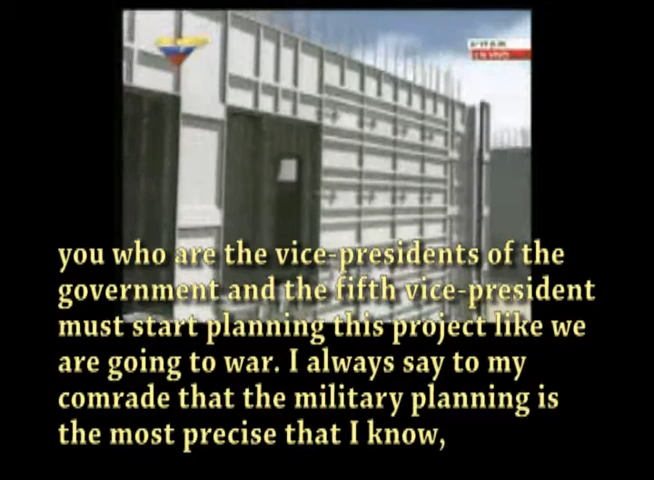 EN VIVO
you who are the vice-presidents of the
government and the fifth vice-president
must start planning this project like we
are going to war. I always say to my
comrade that the military planning is
the most precise that I know,